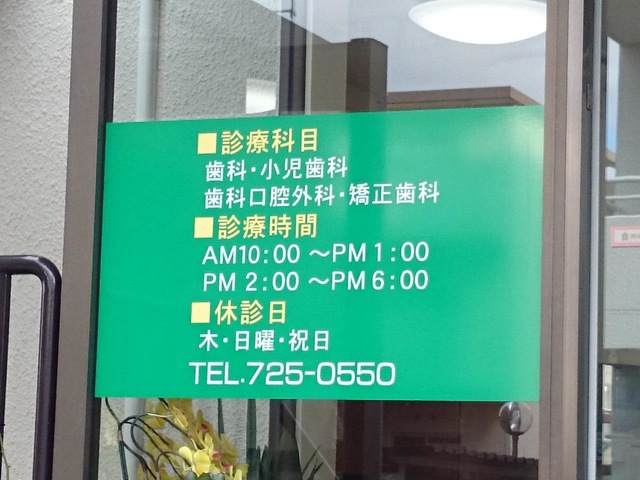 ■診療科目
歯科・小児歯科
歯科口腔外科・矯正歯科
■診療時間
AM10:00 〜PM 1:00
PM 2:00 〜PM 6:00
■休診日
木・日曜・祝日
TEL.725-0550